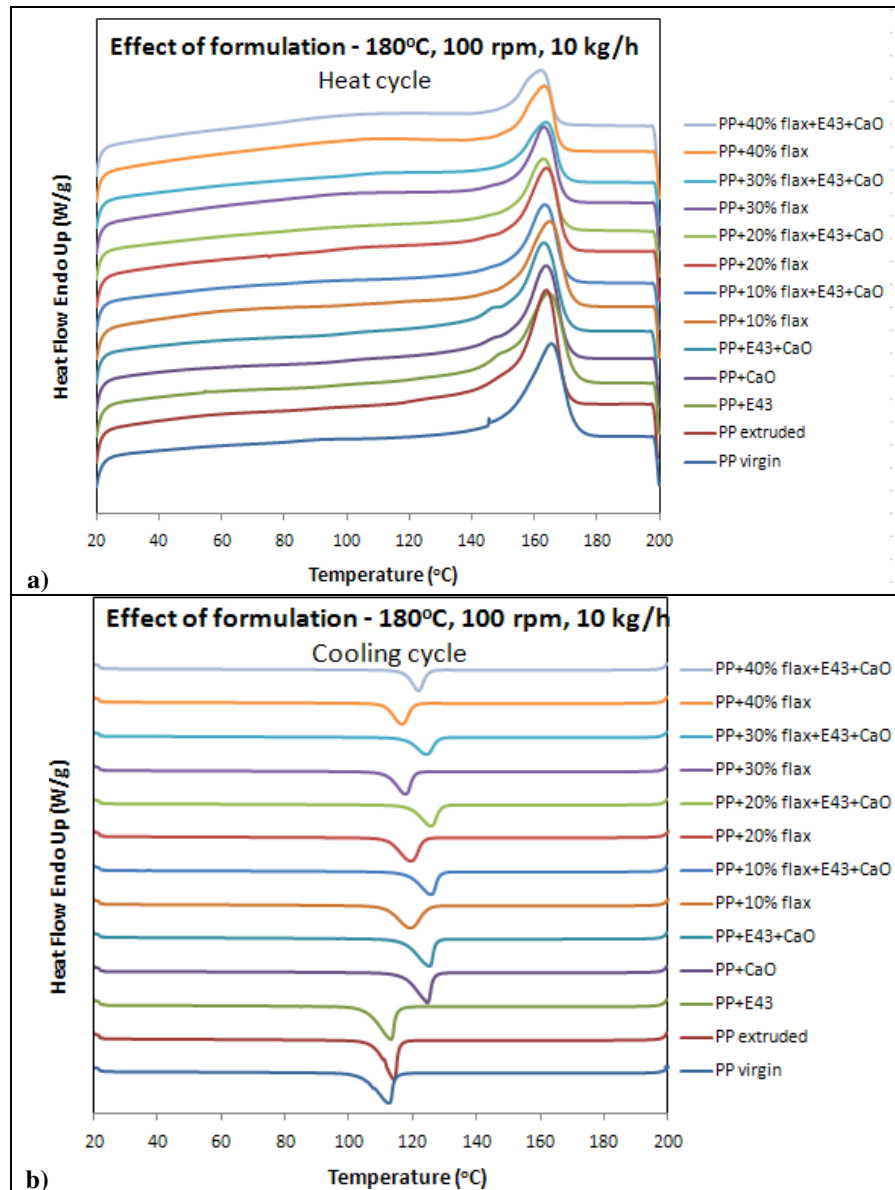 Effect of formulation - 180ºC, 100 rpm, 10 kg/h
Heat cycle
Heat Flow Endo Up (W/g)
PP+40% flax+E43+CaO
PP+40% flax
PP+30% flax+E43+CaO
PP+30% flax
PP+20% flax+E43+CaO
PP+20% flax
PP+10% flax+E43+CaO
PP+10% flax
PP+E43+CaO
PP+CaO
PP+E43
PP extruded
PP virgin
20 40 60 80 100 120 140 160 180 200
Temperature (ºC)
a)
Effect of formulation - 180ºC, 100 rpm, 10 kg/h
Cooling cycle
Heat Flow Endo Up (W/g)
PP+40% flax+E43+CaO
PP+40% flax
PP+30% flax+E43+CaO
PP+30% flax
PP+20% flax+E43+CaO
PP+20% flax
PP+10% flax+E43+CaO
PP+10% flax
PP+E43+CaO
PP+CaO
PP+E43
PP extruded
PP virgin
20 40 60 80 100 120 140 160 180 200
Temperature (ºC)
b)